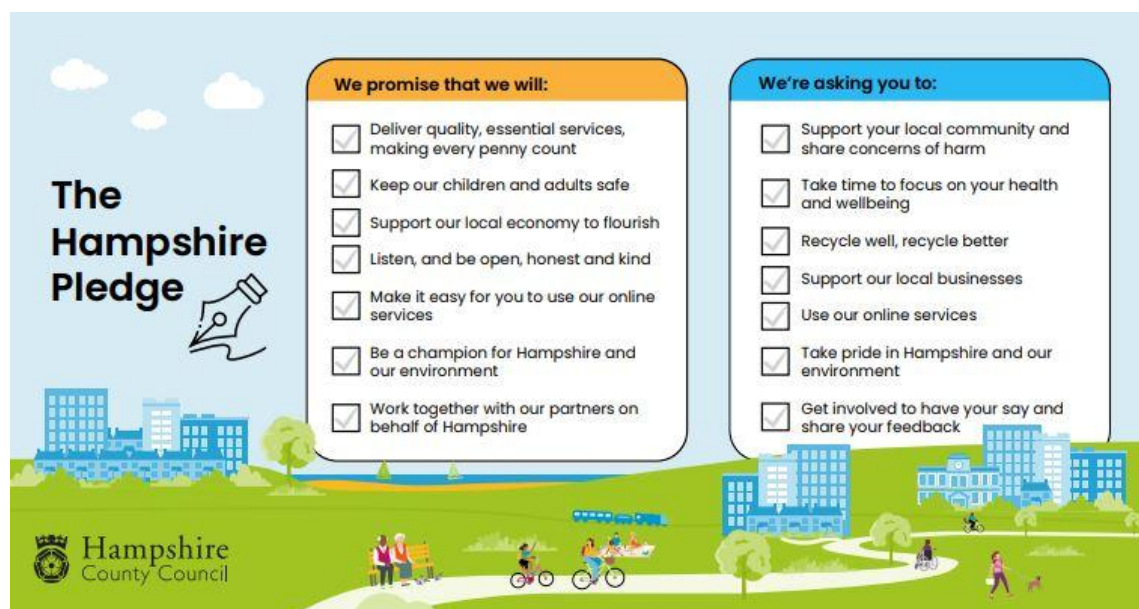 The
Hampshire
Pledge
We promise that we will:
Deliver quality, essential services,
making every penny count
Keep our children and adults safe
Support our local economy to flourish
Listen, and be open, honest and kind
Make it easy for you to use our online
services
Be a champion for Hampshire and
our environment
Work together with our partners on
behalf of Hampshire
We're asking you to:
Support your local community and
share concerns of harm
Take time to focus on your health
and wellbeing
Recycle well, recycle better
Support our local businesses
Use our online services
Take pride in Hampshire and our
environment
Get involved to have your say and
share your feedback
Hampshire
County Council